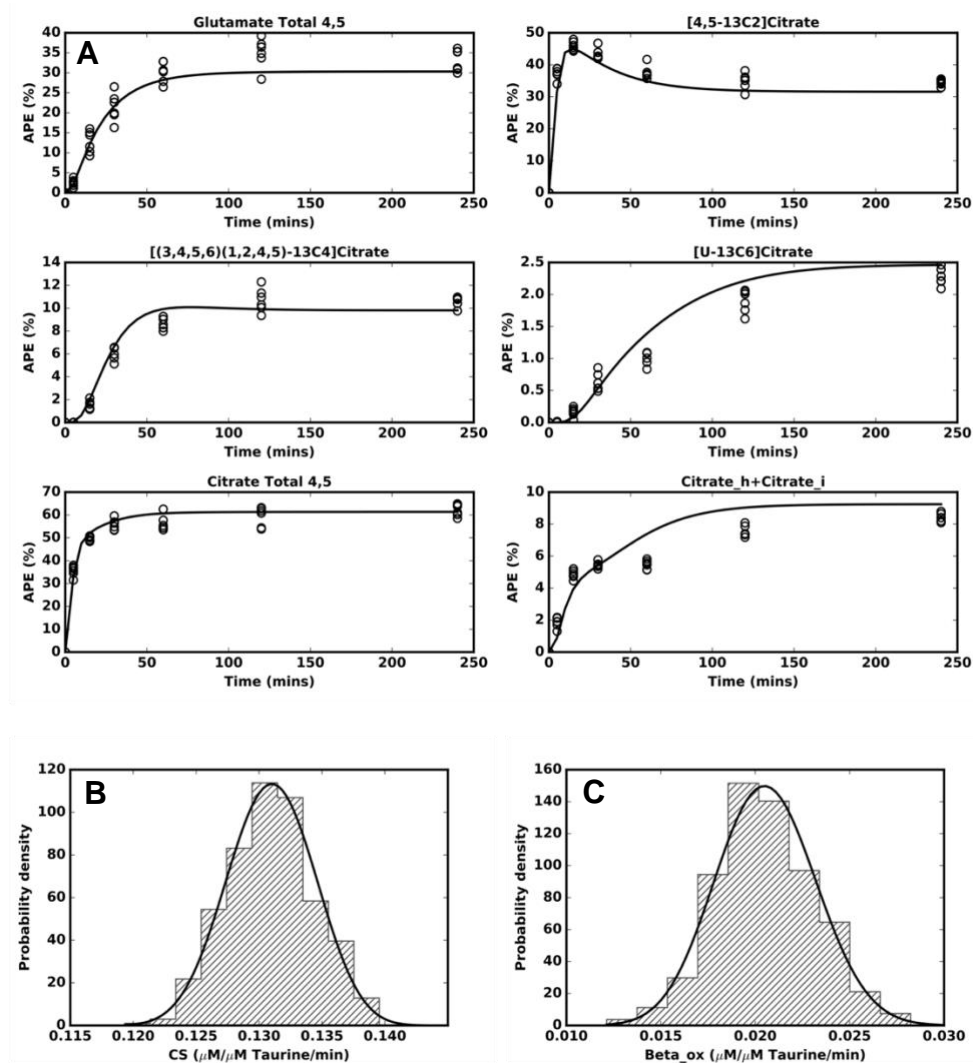 Glutamate Total 4,5
A
APE (%)
40
35
30
25
20
15
10
5
0
0 50 100 150 200 250
Time (mins)
[4,5-13C2]Citrate
APE (%)
50
40
30
20
10
0
0 50 100 150 200 250
Time (mins)
[(3,4,5,6)(1,2,4,5)-13C4]Citrate
APE (%)
14
12
10
8
6
4
2
0
0 50 100 150 200 250
Time (mins)
[U-13C6]Citrate
APE (%)
2.5
2.0
1.5
1.0
0.5
0.0
0 50 100 150 200 250
Time (mins)
Citrate Total 4,5
APE (%)
70
60
50
40
30
20
10
0
0 50 100 150 200 250
Time (mins)
Citrate_h+Citrate_i
APE (%)
10
8
6
4
2
0
0 50 100 150 200 250
Time (mins)
B
Probability density
120
100
80
60
40
20
0
0.115 0.120 0.125 0.130 0.135 0.140
CS (μM/μM Taurine/min)
C
Probability density
160
140
120
100
80
60
40
20
0
0.010 0.015 0.020 0.025 0.030
Beta_ox (μM/μM Taurine/min)